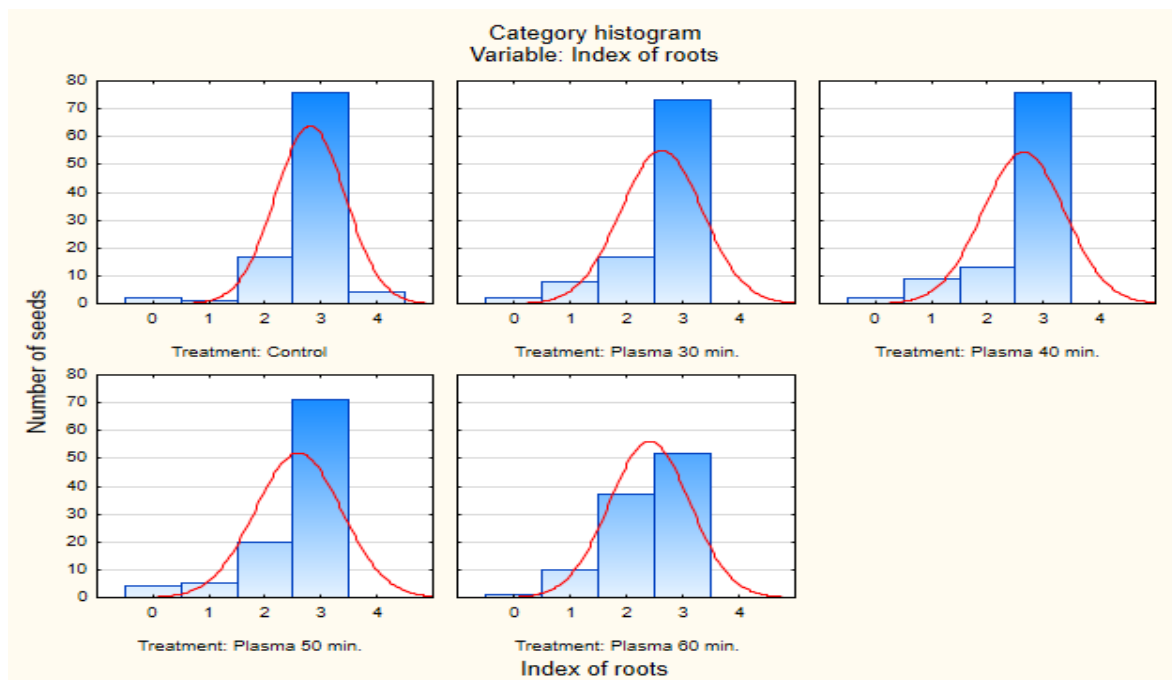 Category histogram
Variable: Index of roots
Number of seeds
80
70
60
50
40
30
20
10
0
0 1 2 3 4
0 1 2 3 4
0 1 2 3 4
Treatment: Control
Treatment: Plasma 30 min.
Treatment: Plasma 40 min.
80
70
60
50
40
30
20
10
0
0 1 2 3 4
0 1 2 3 4
Treatment: Plasma 50 min.
Treatment: Plasma 60 min.
Index of roots